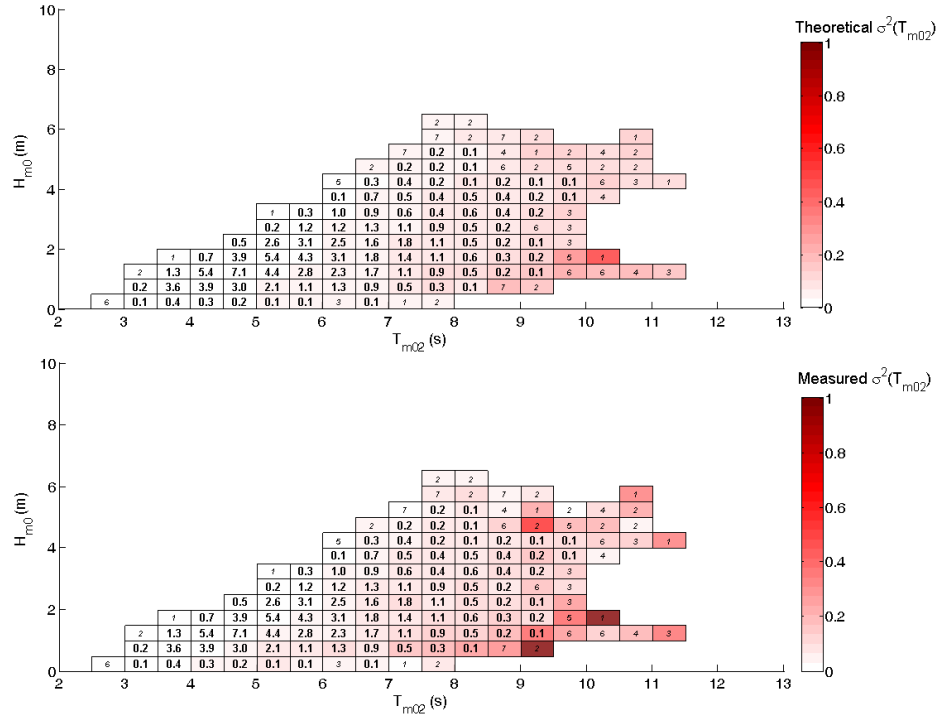 Theoretical σ²(T_m02)
1
0.8
0.6
0.4
0.2
0
H_m0 (m)
10
8
6
4
2
0
2 2
7 2 7 2 1
7 0.2 0.1 4 1 2 4 2
2 0.2 0.2 0.1 6 2 5 2 2
5 0.3 0.4 0.2 0.1 0.2 0.1 0.1 6 3 1
0.1 0.7 0.5 0.4 0.5 0.4 0.2 0.1 4
1 0.3 1.0 0.9 0.6 0.4 0.6 0.4 0.2 3
0.2 1.2 1.2 1.3 1.1 0.9 0.5 0.2 6 3
0.5 2.6 3.1 2.5 1.6 1.8 1.1 0.5 0.2 0.1 3
1 0.7 3.9 5.4 4.3 3.1 1.8 1.4 1.1 0.6 0.3 0.2 5 1
2 1.3 5.4 7.1 4.4 2.8 2.3 1.7 1.1 0.9 0.5 0.2 0.1 6 6 4 3
0.2 3.6 3.9 3.0 2.1 1.1 1.3 0.9 0.5 0.3 0.1 7 2
6 0.1 0.4 0.3 0.2 0.1 0.1 3 0.1 1 2
2 3 4 5 6 7 8 9 10 11 12 13
T_m02 (s)
Measured σ²(T_m02)
1
0.8
0.6
0.4
0.2
0
H_m0 (m)
10
8
6
4
2
0
2 2
7 2 7 2 1
7 0.2 0.1 4 1 2 4 2
2 0.2 0.2 0.1 6 2 5 2 2
5 0.3 0.4 0.2 0.1 0.2 0.1 0.1 6 3 1
0.1 0.7 0.5 0.4 0.5 0.4 0.2 0.1 4
1 0.3 1.0 0.9 0.6 0.4 0.6 0.4 0.2 3
0.2 1.2 1.2 1.3 1.1 0.9 0.5 0.2 6 3
0.5 2.6 3.1 2.5 1.6 1.8 1.1 0.5 0.2 0.1 3
1 0.7 3.9 5.4 4.3 3.1 1.8 1.4 1.1 0.6 0.3 0.2 5 1
2 1.3 5.4 7.1 4.4 2.8 2.3 1.7 1.1 0.9 0.5 0.2 0.1 6 6 4 3
0.2 3.6 3.9 3.0 2.1 1.1 1.3 0.9 0.5 0.3 0.1 7 2
6 0.1 0.4 0.3 0.2 0.1 0.1 3 0.1 1 2
2 3 4 5 6 7 8 9 10 11 12 13
T_m02 (s)